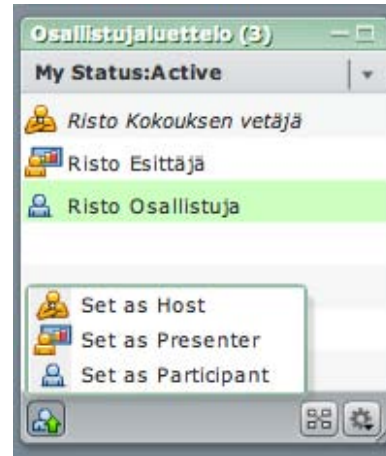 Osallistujaluettelo (3)
My Status:Active
Risto Kokouksen vetäjä
Risto Esittäjä
Risto Osallistuja
Set as Host
Set as Presenter
Set as Participant